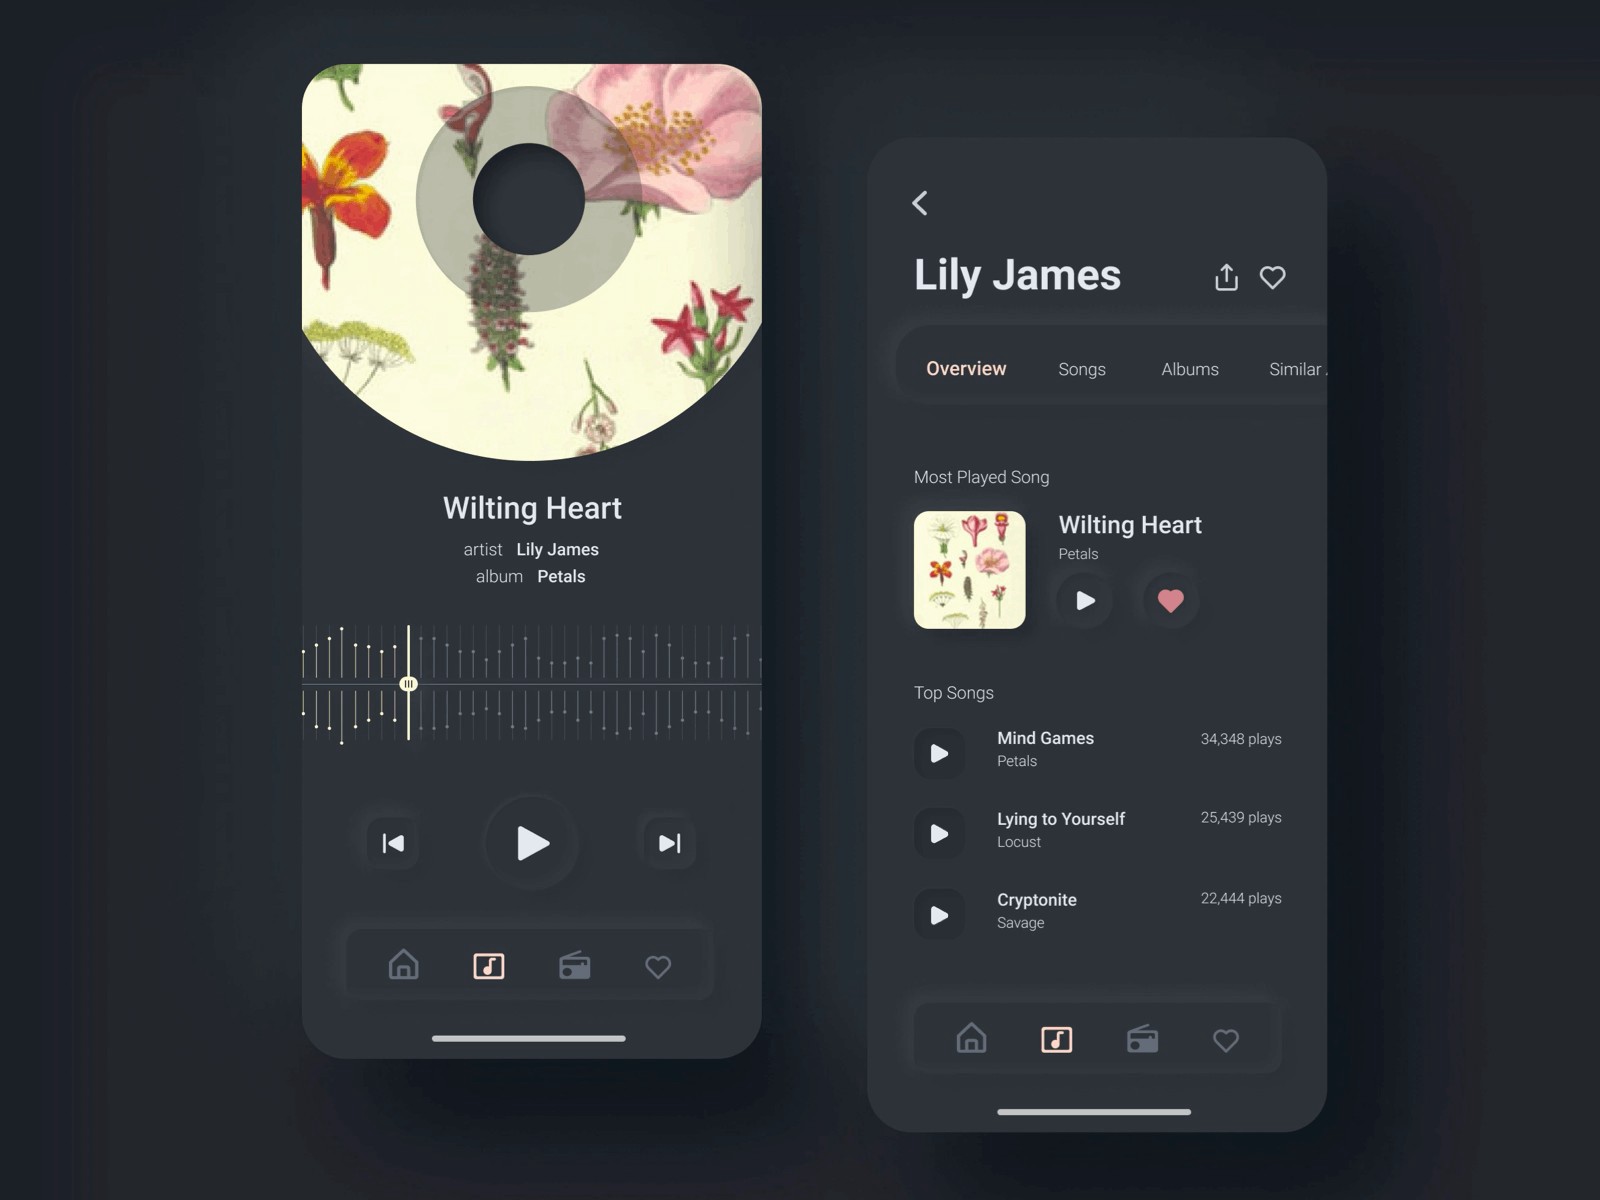 Wilting Heart
artist Lily James
album Petals
Lily James
Overview Songs Albums Similar
Most Played Song
Wilting Heart
Petals
Top Songs
Mind Games 34,348 plays
Petals
Lying to Yourself 25,439 plays
Locust
Cryptonite 22,444 plays
Savage